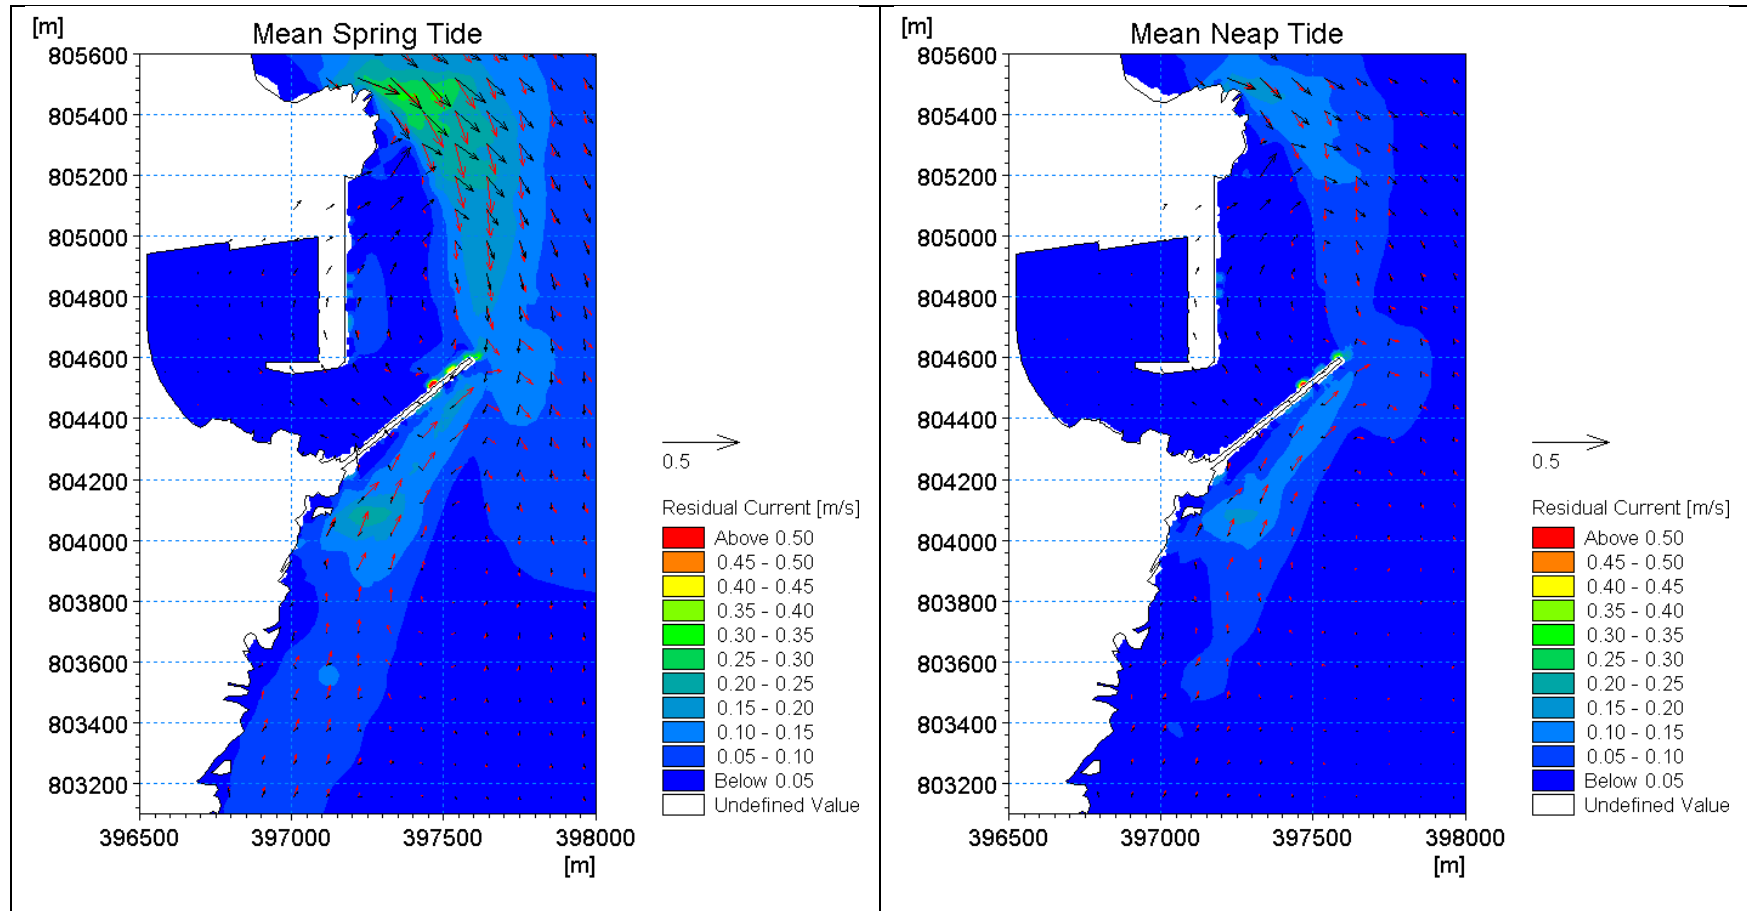 [m]
Mean Spring Tide
805600
805400
805200
805000
804800
804600
804400
804200
804000
803800
803600
803400
803200
396500 397000 397500 398000
[m]
0.5
Residual Current [m/s]
Above 0.50
0.45 - 0.50
0.40 - 0.45
0.35 - 0.40
0.30 - 0.35
0.25 - 0.30
0.20 - 0.25
0.15 - 0.20
0.10 - 0.15
0.05 - 0.10
Below 0.05
Undefined Value
[m]
Mean Neap Tide
805600
805400
805200
805000
804800
804600
804400
804200
804000
803800
803600
803400
803200
396500 397000 397500 398000
[m]
0.5
Residual Current [m/s]
Above 0.50
0.45 - 0.50
0.40 - 0.45
0.35 - 0.40
0.30 - 0.35
0.25 - 0.30
0.20 - 0.25
0.15 - 0.20
0.10 - 0.15
0.05 - 0.10
Below 0.05
Undefined Value